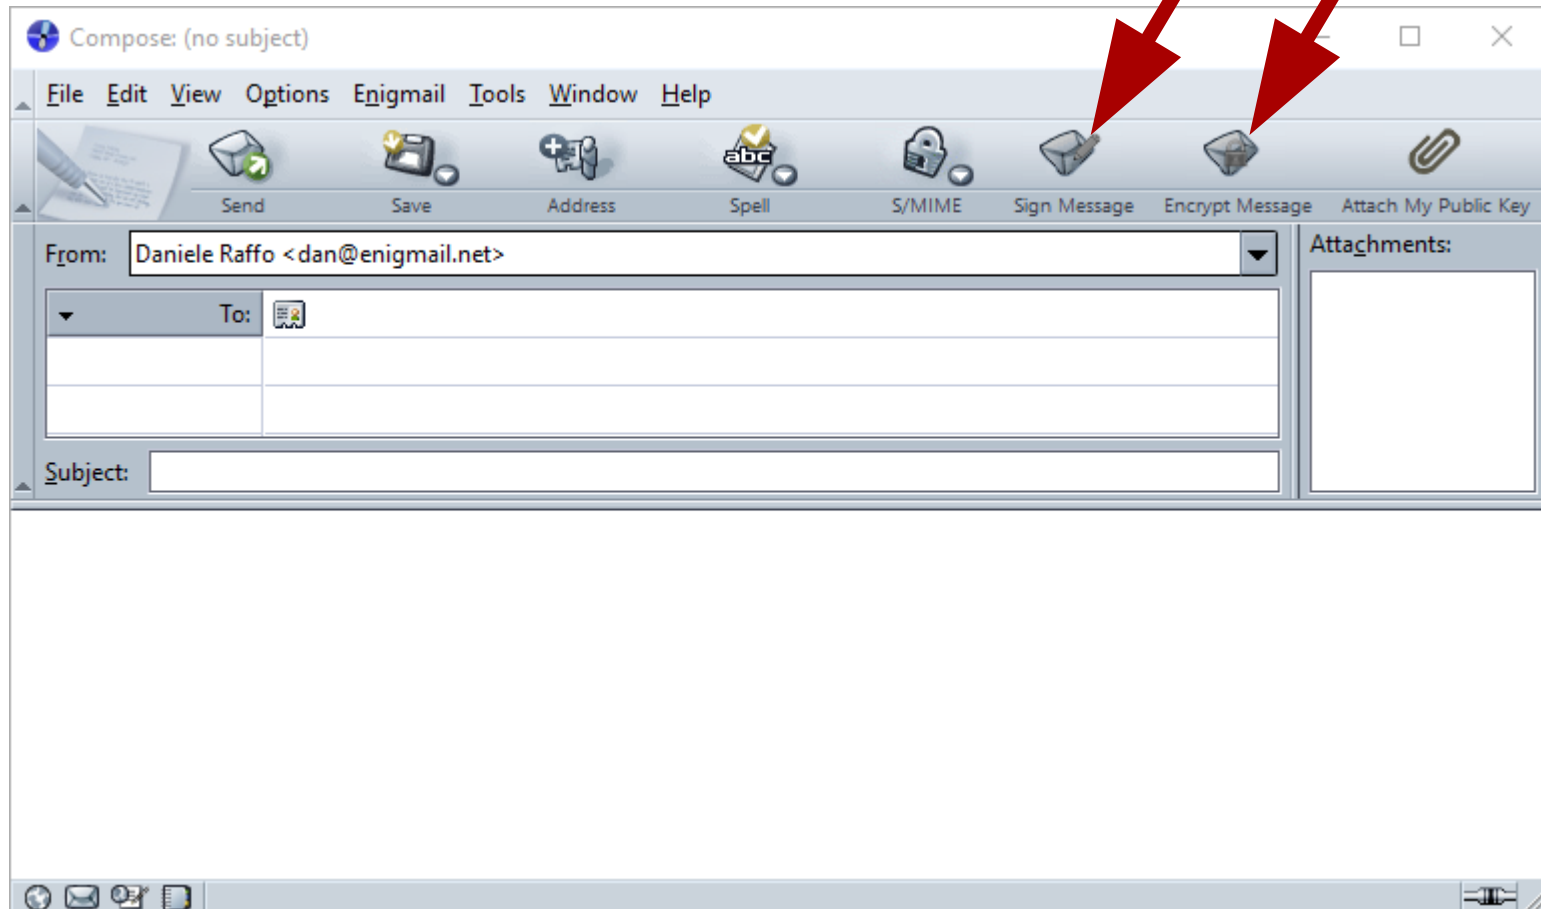 Compose: (no subject)
File Edit View Options Enigmail Tools Window Help
abc
Send Save Address Spell S/MIME Sign Message Encrypt Message Attach My Public Key
From: Daniele Raffo <dan@enigmail.net>
Attachments:
To:
Subject: